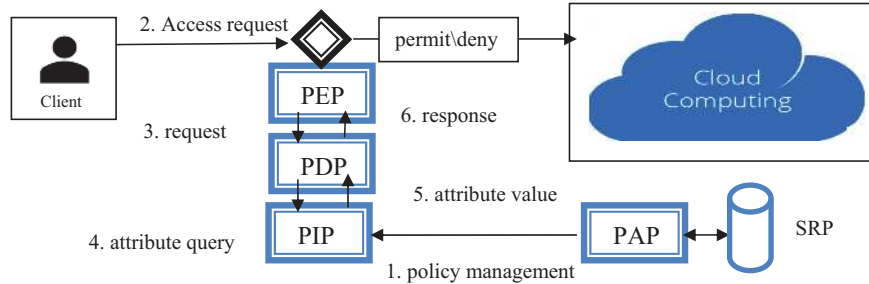 2. Access request
permit\deny
Cloud
Computing
Client
PEP
3. request
6. response
PDP
5. attribute value
4. attribute query
PIP
PAP
SRP
1. policy management